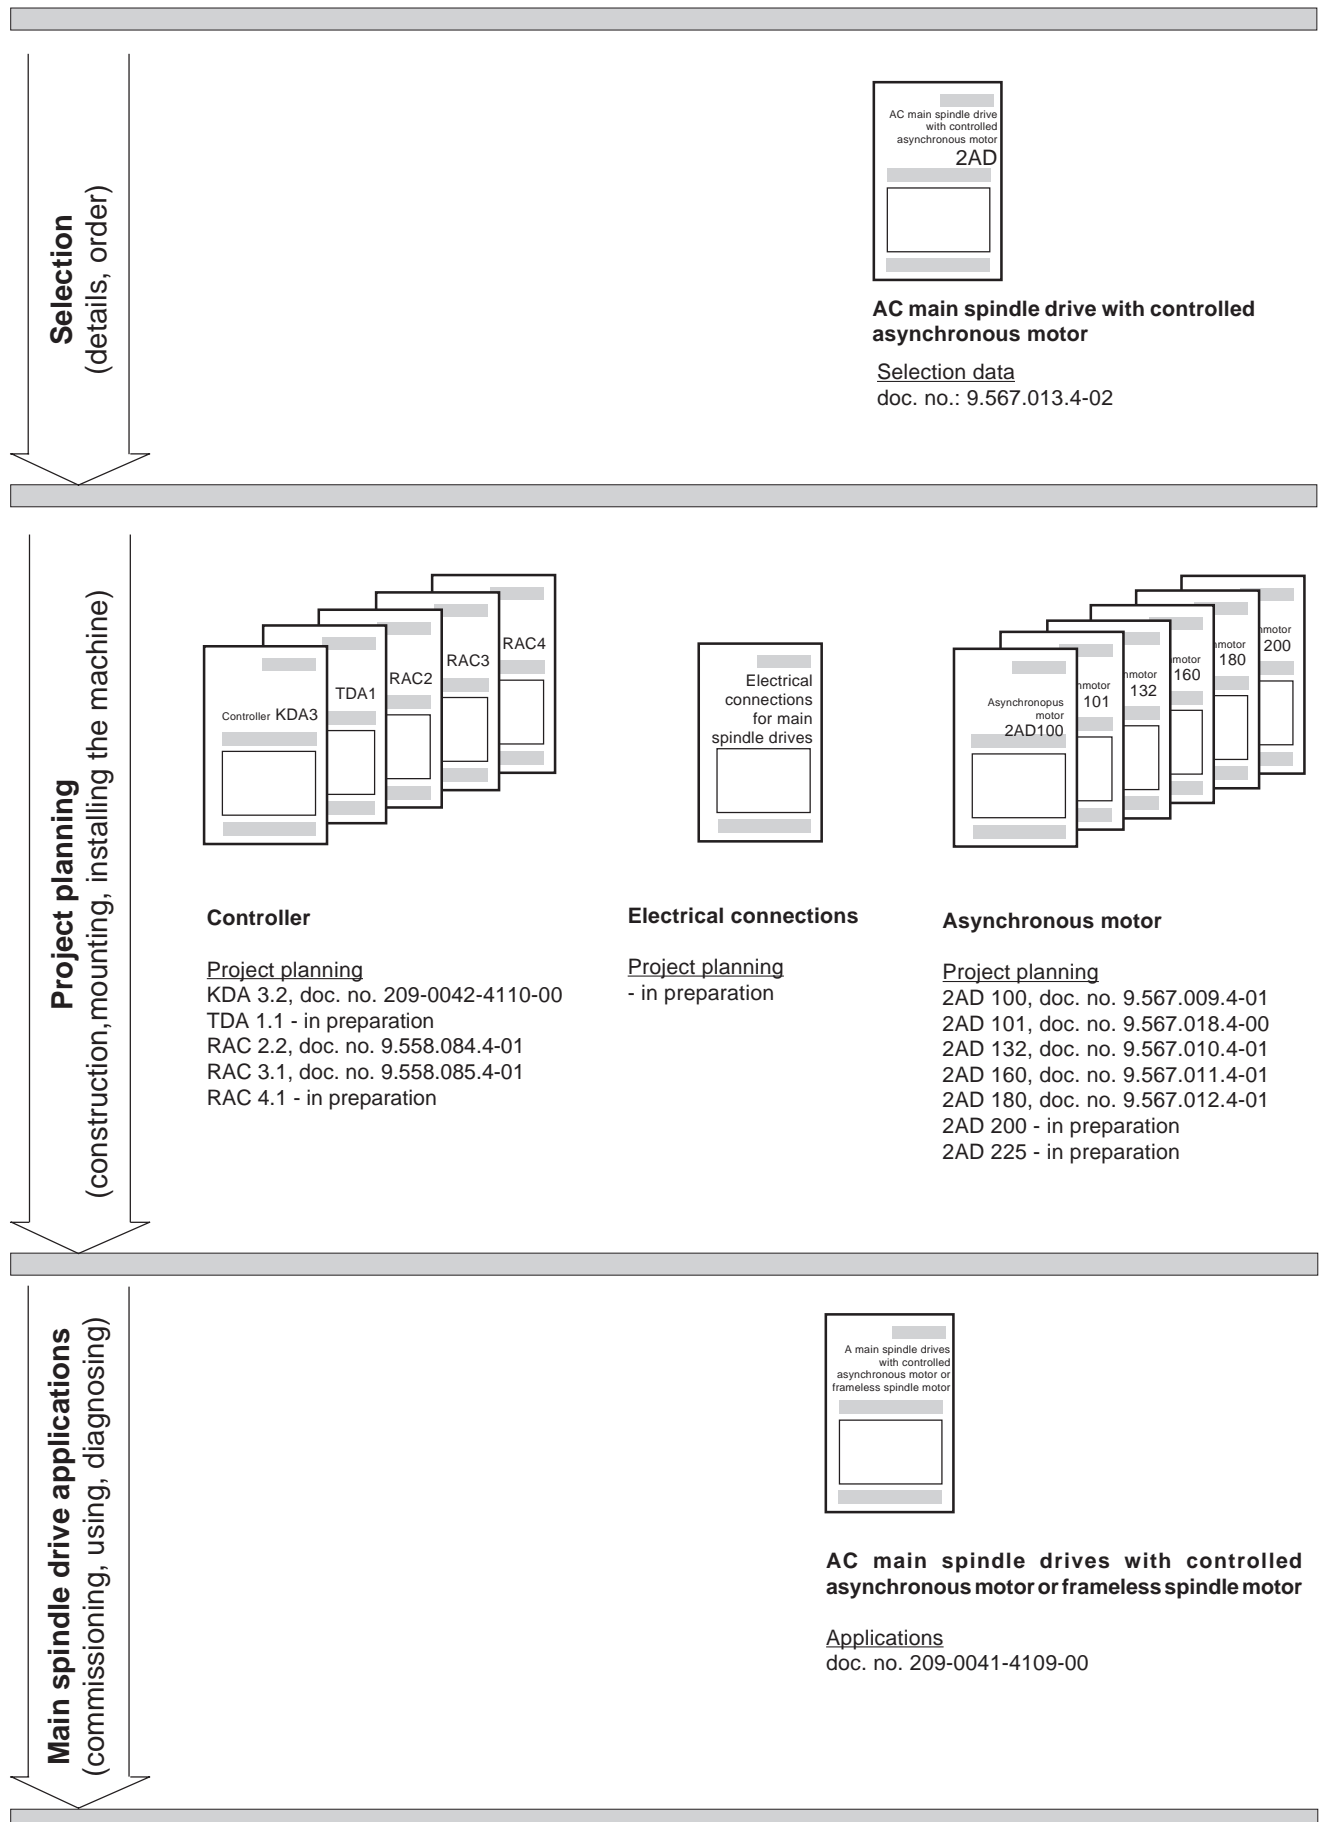 Selection
(details, order)
AC main spindle drive
with controlled
asynchronous motor
2AD
AC main spindle drive with controlled
asynchronous motor
Selection data
doc. no.: 9.567.013.4-02
Project planning
(construction,mounting, installing the machine)
Controller KDA3
TDA1
RAC2
RAC3
RAC4
Electrical
connections
for main
spindle drives
Asynchronopus
motor
2AD100
nmotor
101
nmotor
132
motor
160
motor
180
nmotor
200
Controller
Project planning
KDA 3.2, doc. no. 209-0042-4110-00
TDA 1.1 - in preparation
RAC 2.2, doc. no. 9.558.084.4-01
RAC 3.1, doc. no. 9.558.085.4-01
RAC 4.1 - in preparation
Electrical connections
Project planning
- in preparation
Asynchronous motor
Project planning
2AD 100, doc. no. 9.567.009.4-01
2AD 101, doc. no. 9.567.018.4-00
2AD 132, doc. no. 9.567.010.4-01
2AD 160, doc. no. 9.567.011.4-01
2AD 180, doc. no. 9.567.012.4-01
2AD 200 - in preparation
2AD 225 - in preparation
Main spindle drive applications
(commissioning, using, diagnosing)
A main spindle drives
with controlled
asynchronous motor or
frameless spindle motor
AC main spindle drives with controlled
asynchronous motor or frameless spindle motor
Applications
doc. no. 209-0041-4109-00